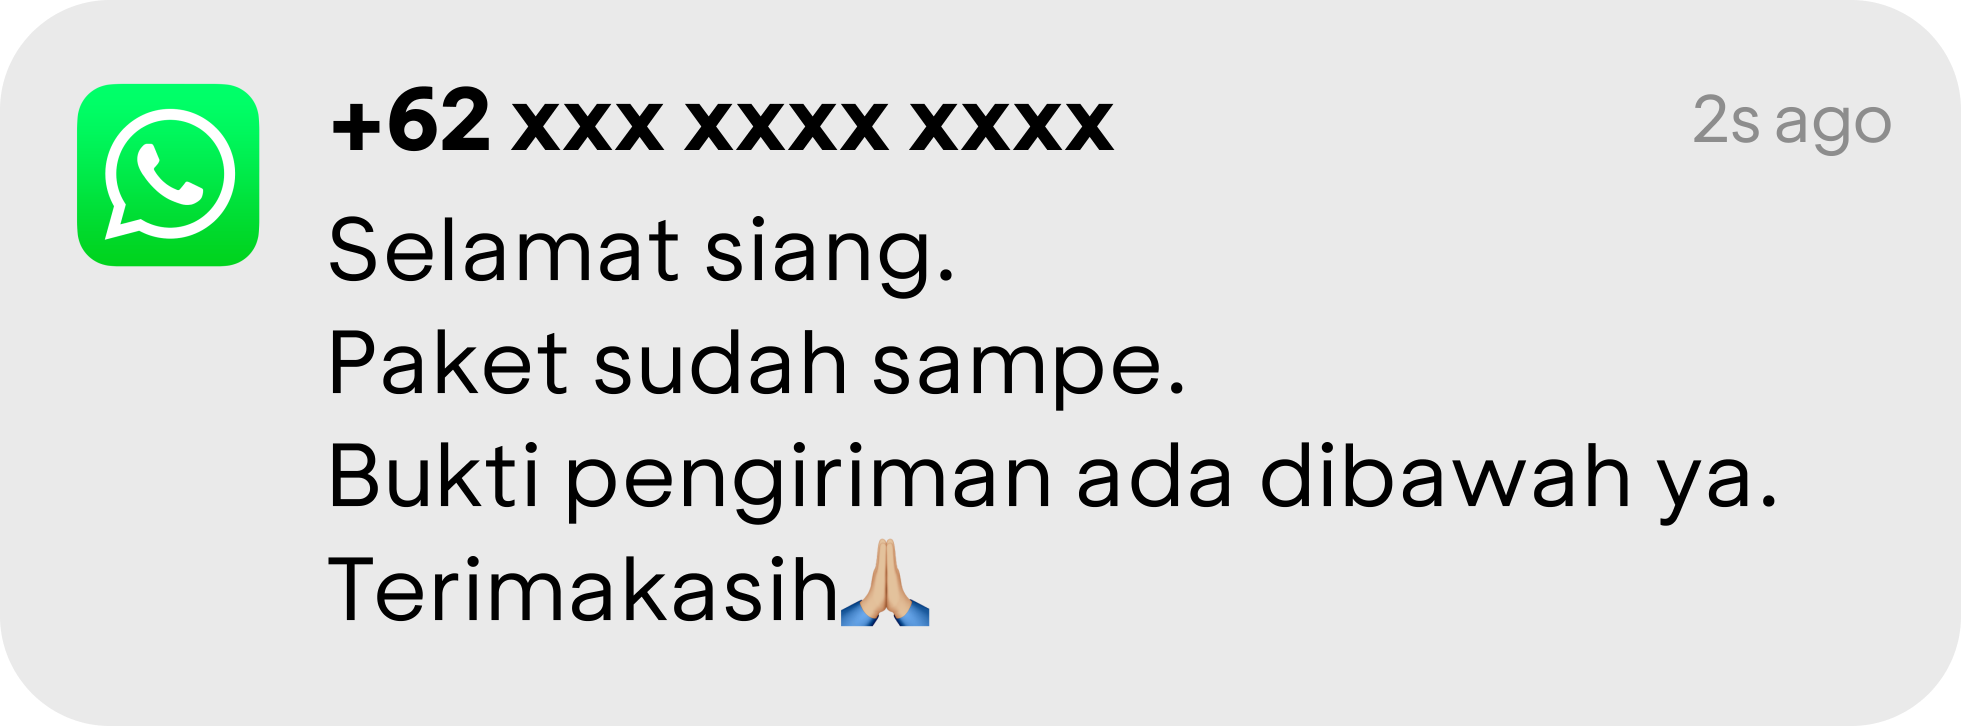 +62 xxx xxxx xxxx 2s ago
Selamat siang.
Paket sudah sampe.
Bukti pengiriman ada dibawah ya.
Terimakasih🙏🏼